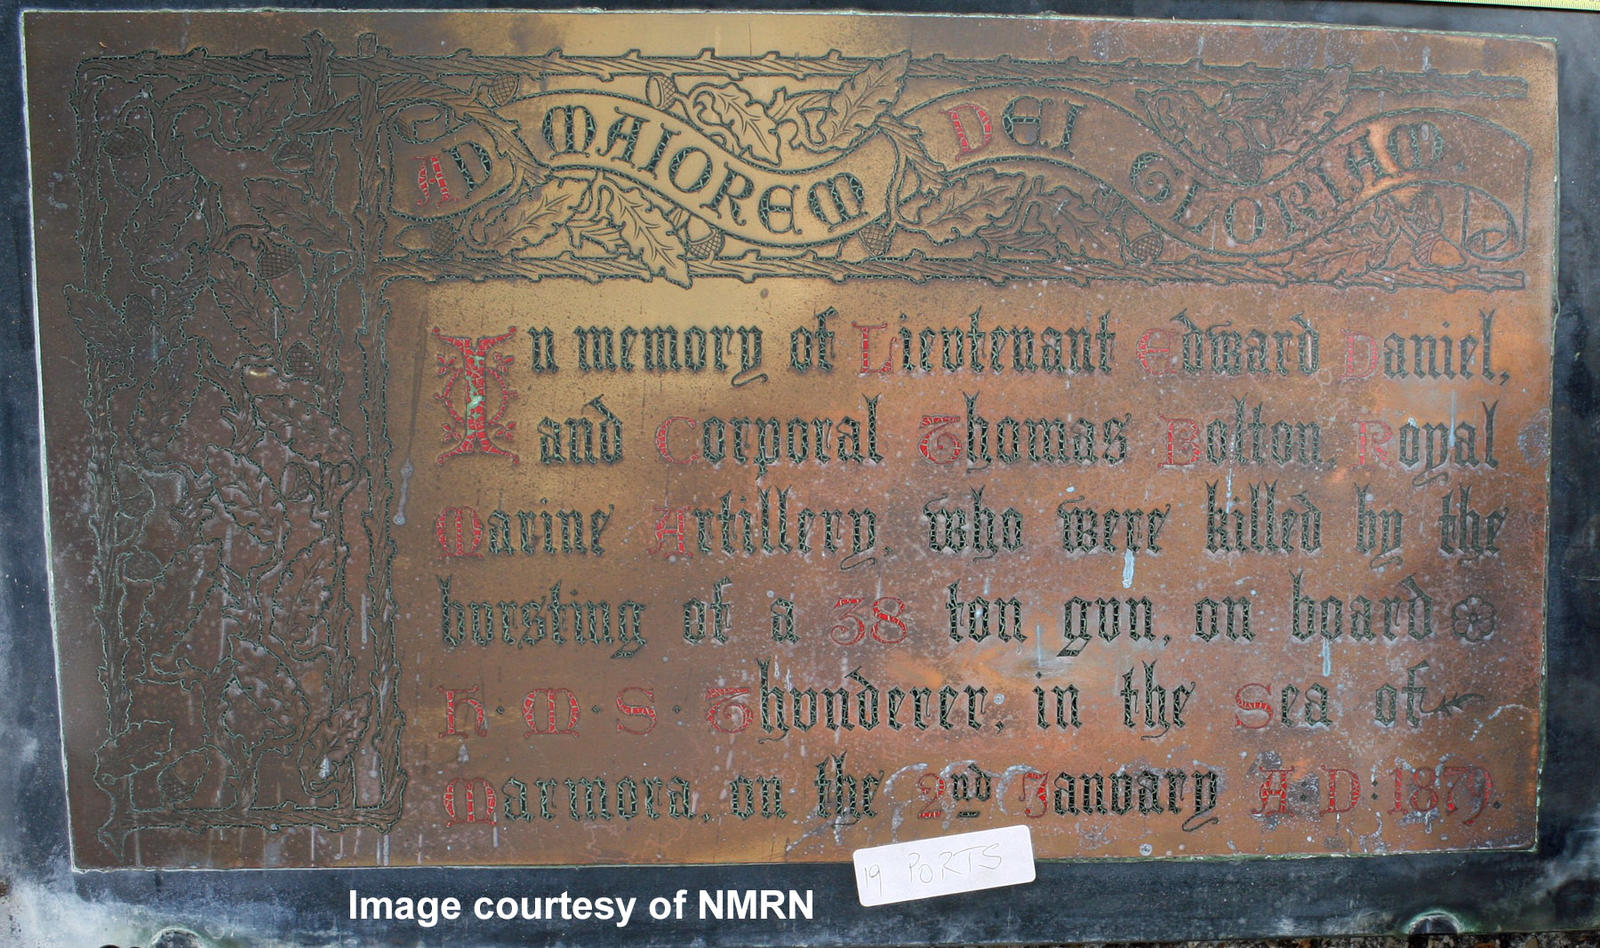 AD MAIOREM DEI GLORIAM
In memory of Lieutenant Edward Daniel,
and Corporal Thomas Bolton Royal
Marine Artillery, who were killed by the
bursting of a 38 ton gun, on board
H·M·S·Thunderer, in the Sea of
Marmora, on the 2nd January A·D: 1879.
19 PORTS
Image courtesy of NMRN